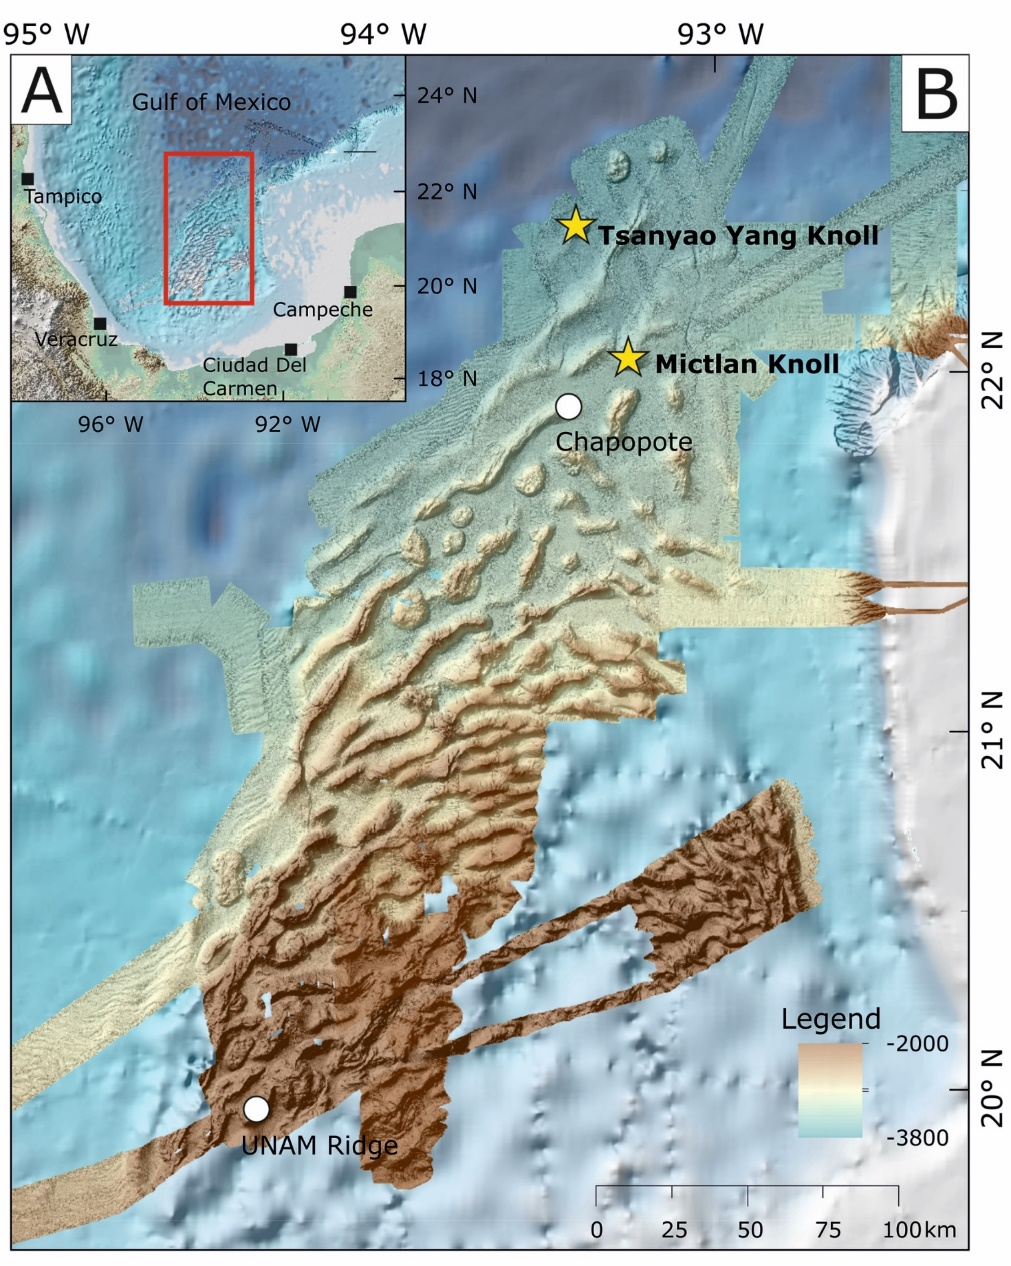 95° W 94° W 93° W
A
B
Gulf of Mexico
24° N
22° N
20° N
18° N
Tampico
Veracruz
Campeche
Ciudad Del
Carmen
96° W 92° W
Tsanyao Yang Knoll
Mictlan Knoll
Chapopote
22° N
21° N
20° N
UNAM Ridge
Legend
-2000
-3800
0 25 50 75 100 km